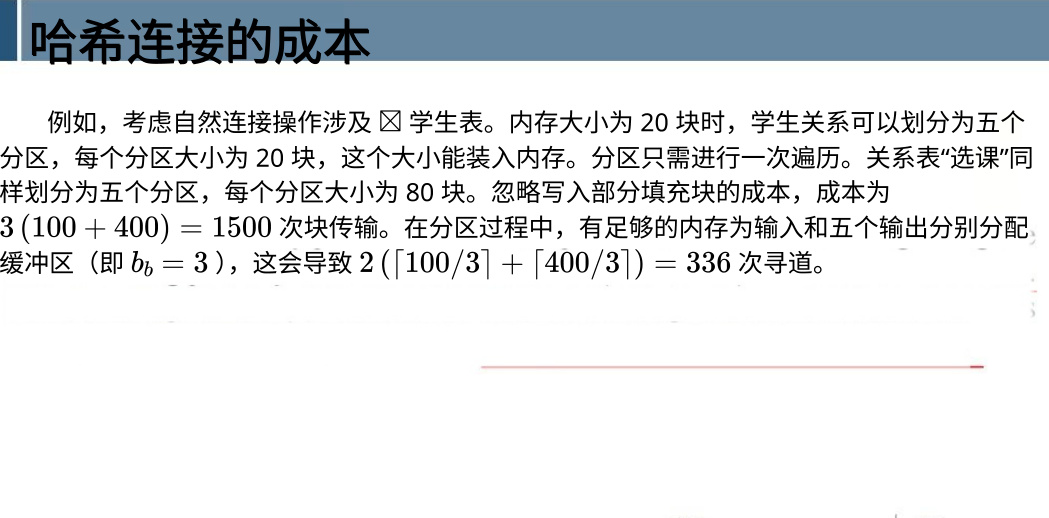 哈希连接的成本
例如，考虑自然连接操作涉及 ☒ 学生表。内存大小为 20 块时，学生关系可以划分为五个
分区，每个分区大小为 20 块，这个大小能装入内存。分区只需进行一次遍历。关系表“选课”同
样划分为五个分区，每个分区大小为 80 块。忽略写入部分填充块的成本，成本为
3 (100 + 400) = 1500 次块传输。在分区过程中，有足够的内存为输入和五个输出分别分配
缓冲区（即 b_b = 3 ），这会导致 2 (⌈100/3⌉ + ⌈400/3⌉) = 336 次寻道。